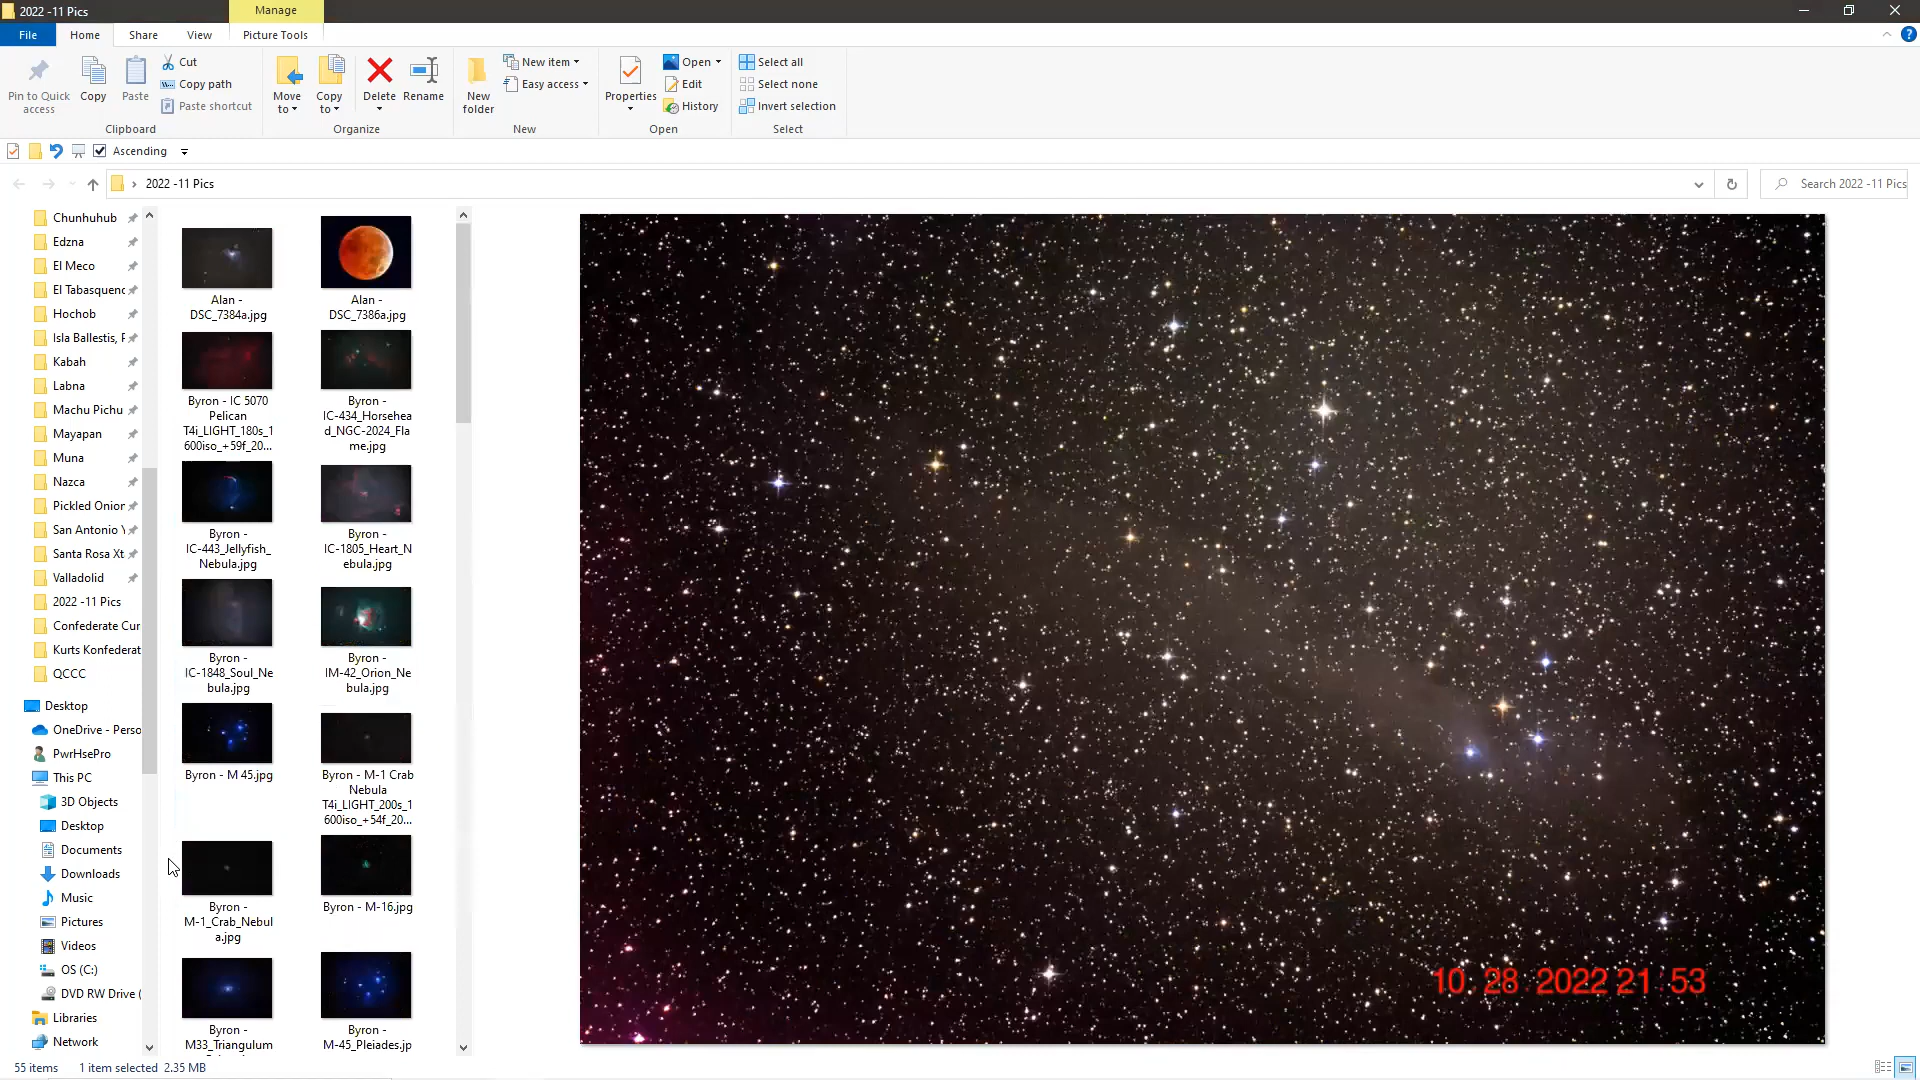 2022 -11 Pics
Manage
File
Home
Share
View
Picture Tools
Pin to Quick
access
Copy
Paste
Cut
Copy path
Paste shortcut
Clipboard
Move
to
Copy
to
Delete
Rename
Organize
New
folder
New item
Easy access
New
Properties
Open
Edit
History
Open
Select all
Select none
Invert selection
Select
Ascending
2022 -11 Pics
Search 2022 -11 Pics
Chunhuhub
Edzna
El Meco
El Tabasquenc
Hochob
Isla Ballestis, F
Kabah
Labna
Machu Pichu
Mayapan
Muna
Nazca
Pickled Onior
San Antonio Y
Santa Rosa Xt
Valladolid
2022 -11 Pics
Confederate Cur
Kurts Konfederat
QCCC
Desktop
OneDrive - Perso
PwrHsePro
This PC
3D Objects
Desktop
Documents
Downloads
Music
Pictures
Videos
OS (C:)
DVD RW Drive (
Libraries
Network
Alan -
DSC_7384a.jpg
Alan -
DSC_7386a.jpg
Byron - IC 5070
Pelican
T4i_LIGHT_180s_1
600iso_+59f_20...
Byron -
IC-434_Horsehea
d_NGC-2024_Fla
me.jpg
Byron -
IC-443_Jellyfish_
Nebula.jpg
Byron -
IC-1805_Heart_N
ebula.jpg
Byron -
IC-1848_Soul_Ne
bula.jpg
Byron -
IM-42_Orion_Ne
bula.jpg
Byron - M 45.jpg
Byron - M-1 Crab
Nebula
T4i_LIGHT_200s_1
600iso_+54f_20...
Byron -
M-1_Crab_Nebul
a.jpg
Byron - M-16.jpg
Byron -
M33_Triangulum
Byron -
M-45_Pleiades.jp
10. 28 2022 21:53
55 items
1 item selected 2.35 MB